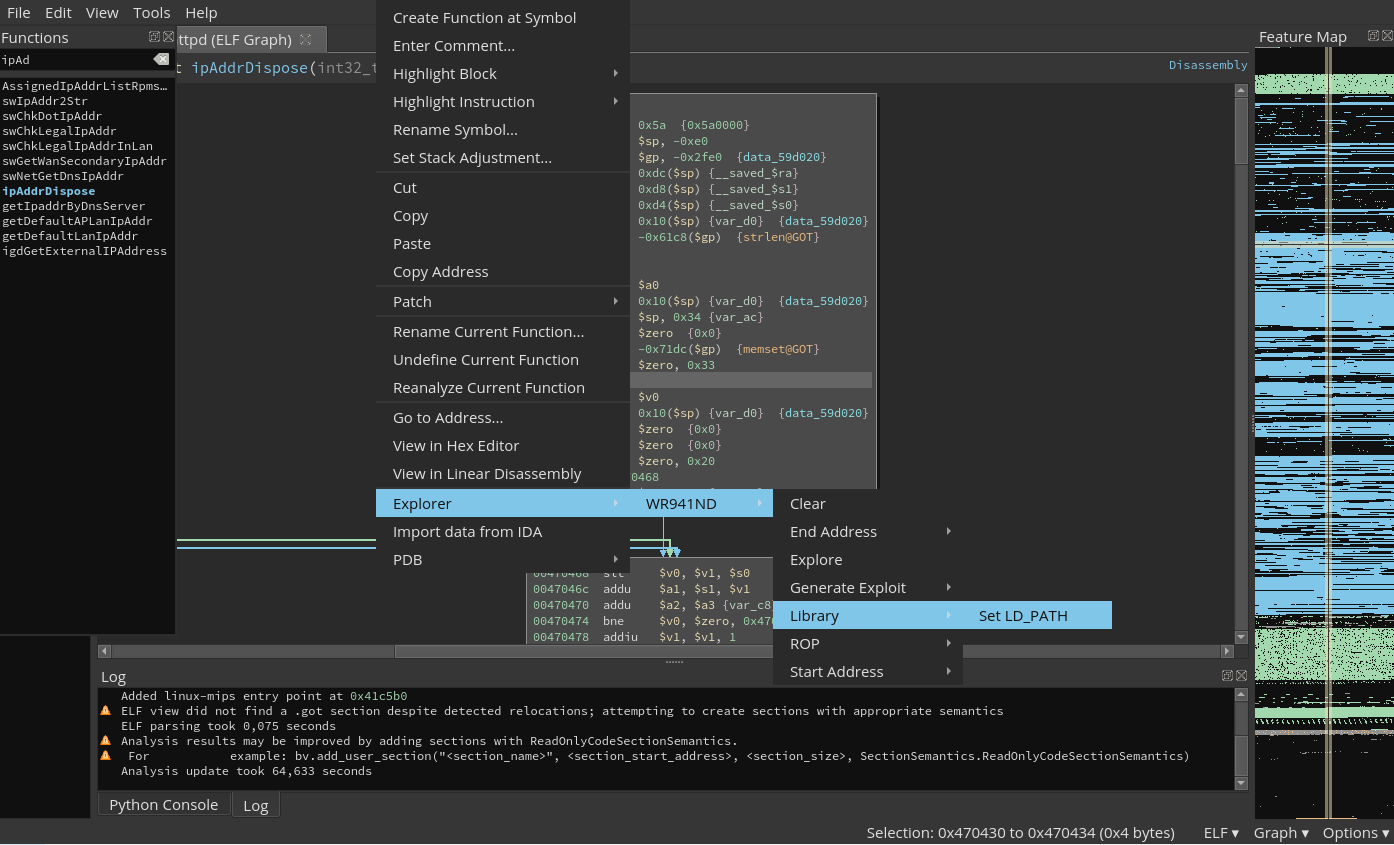 File Edit View Tools Help
Functions
ttpd (ELF Graph)
Feature Map
ipAd
t ipAddrDispose(int32_t
Disassembly
AssignedIpAddrListRpms…
swIpAddr2Str
swChkDotIpAddr
swChkLegalIpAddr
swChkLegalIpAddrInLan
swGetWanSecondaryIpAddr
swNetGetDnsIpAddr
ipAddrDispose
getIpaddrByDnsServer
getDefaultAPLanIpAddr
getDefaultLanIpAddr
igdGetExternalIPAddress
Create Function at Symbol
Enter Comment...
Highlight Block
Highlight Instruction
Rename Symbol...
Set Stack Adjustment...
Cut
Copy
Paste
Copy Address
Patch
Rename Current Function...
Undefine Current Function
Reanalyze Current Function
Go to Address...
View in Hex Editor
View in Linear Disassembly
Explorer
Import data from IDA
PDB
WR941ND
Clear
End Address
Explore
Generate Exploit
Library
ROP
Start Address
Set LD_PATH
0x5a {0x5a0000}
$sp, -0xe0
$gp, -0x2fe0 {data_59d020}
0xdc($sp) {__saved_$ra}
0xd8($sp) {__saved_$s1}
0xd4($sp) {__saved_$s0}
0x10($sp) {var_d0} {data_59d020}
-0x61c8($gp) {strlen@GOT}
$a0
0x10($sp) {var_d0} {data_59d020}
$sp, 0x34 {var_ac}
$zero {0x0}
-0x71dc($gp) {memset@GOT}
$zero, 0x33
$v0
0x10($sp) {var_d0} {data_59d020}
$zero {0x0}
$zero {0x0}
$zero, 0x20
0468
00470468 slt $v0, $v1, $s0
0047046c addu $a1, $s1, $v1
00470470 addu $a2, $a3 {var_c8
00470474 bne $v0, $zero, 0x470
00470478 addiu $v1, $v1, 1
Log
Added linux-mips entry point at 0x41c5b0
ELF view did not find a .got section despite detected relocations; attempting to create sections with appropriate semantics
ELF parsing took 0,075 seconds
Analysis results may be improved by adding sections with ReadOnlyCodeSectionSemantics.
For example: bv.add_user_section("<section_name>", <section_start_address>, <section_size>, SectionSemantics.ReadOnlyCodeSectionSemantics)
Analysis update took 64,633 seconds
Python Console Log
Selection: 0x470430 to 0x470434 (0x4 bytes) ELF ▾ Graph ▾ Options ▾